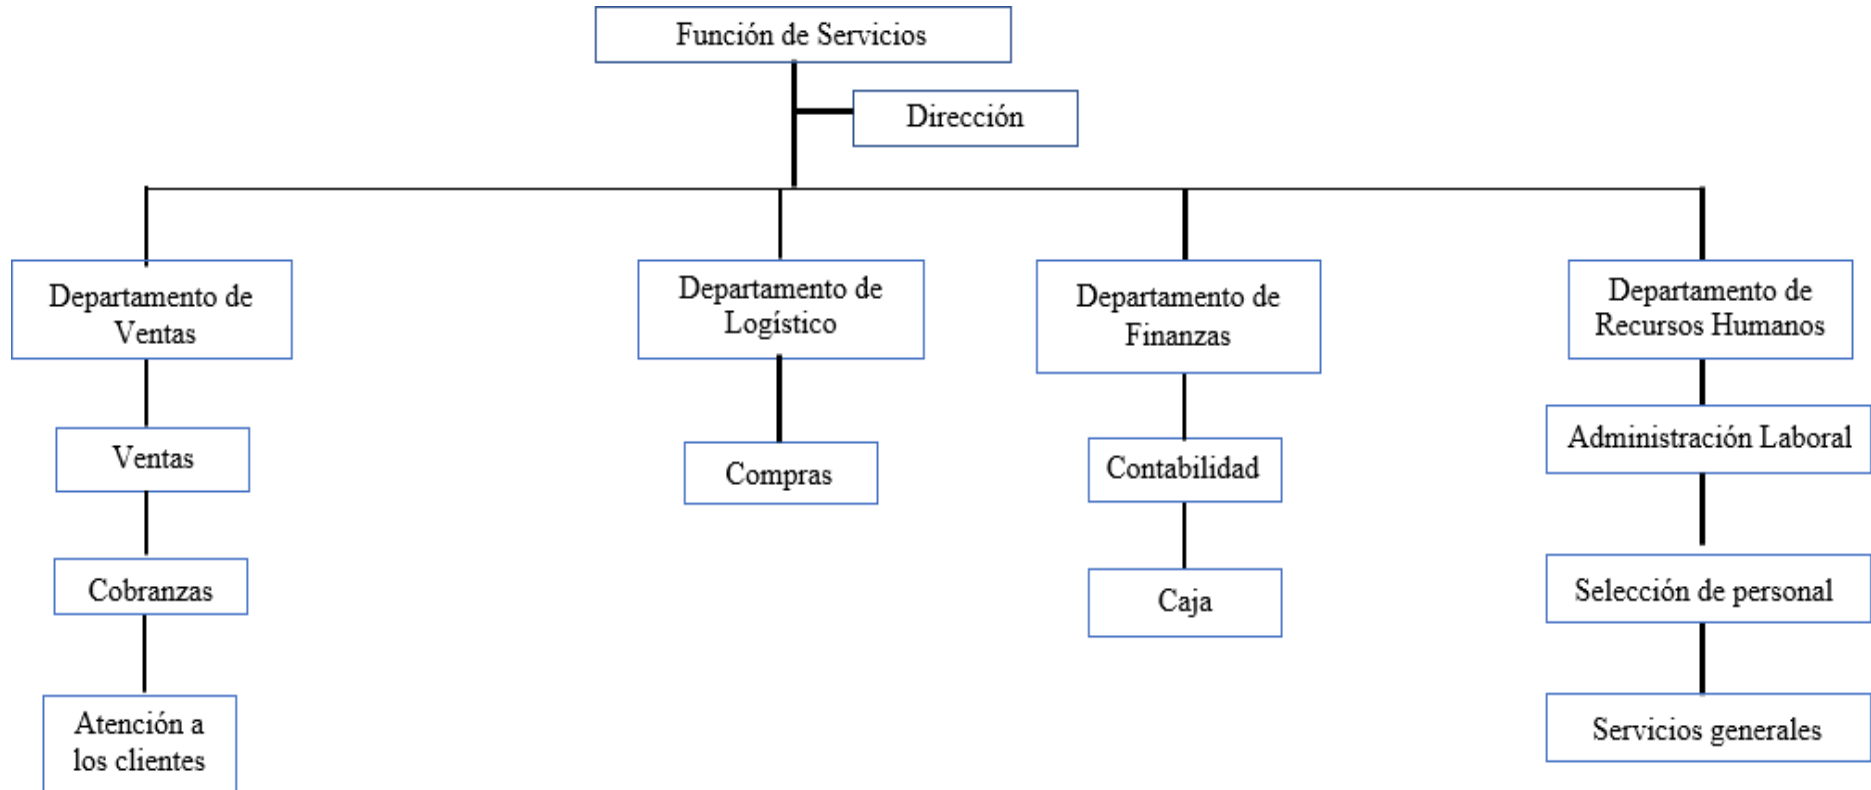 Función de Servicios
Dirección
Departamento de
Ventas
Departamento de
Logístico
Departamento de
Finanzas
Departamento de
Recursos Humanos
Ventas
Compras
Contabilidad
Administración Laboral
Cobranzas
Caja
Selección de personal
Atención a
los clientes
Servicios generales